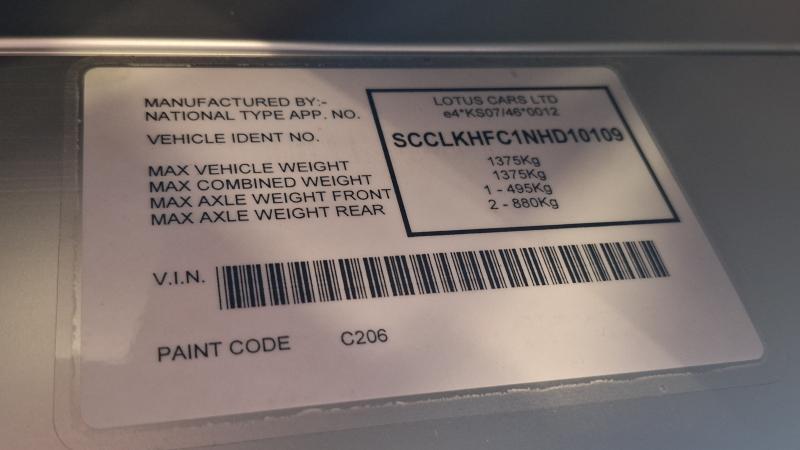 MANUFACTURED BY:- LOTUS CARS LTD
NATIONAL TYPE APP. NO. e4*KS07/46*0012
VEHICLE IDENT NO. SCCLKHFC1NHD10109
MAX VEHICLE WEIGHT 1375Kg
MAX COMBINED WEIGHT 1375Kg
MAX AXLE WEIGHT FRONT 1 - 495Kg
MAX AXLE WEIGHT REAR 2 - 880Kg
V.I.N.
PAINT CODE C206